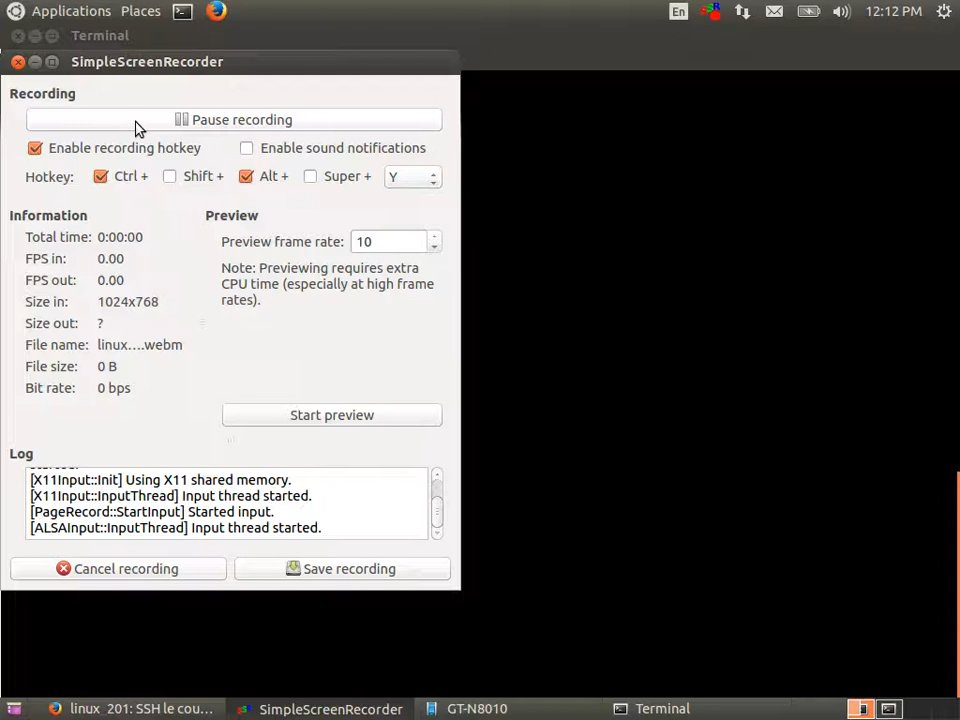 Applications Places En 12:12 PM
Terminal
SimpleScreenRecorder
Recording
Pause recording
Enable recording hotkey Enable sound notifications
Hotkey: Ctrl + Shift + Alt + Super + Y
Information Preview
Total time: 0:00:00
Preview frame rate: 10
FPS in: 0.00
Note: Previewing requires extra
CPU time (especially at high frame
rates).
FPS out: 0.00
Size in: 1024x768
Size out: ?
File name: linux....webm
File size: 0 B
Bit rate: 0 bps
Start preview
Log
started.
[X11Input::Init] Using X11 shared memory.
[X11Input::InputThread] Input thread started.
[PageRecord::StartInput] Started input.
[ALSAInput::InputThread] Input thread started.
Cancel recording Save recording
linux_201: SSH le cou... SimpleScreenRecorder GT-N8010 Terminal